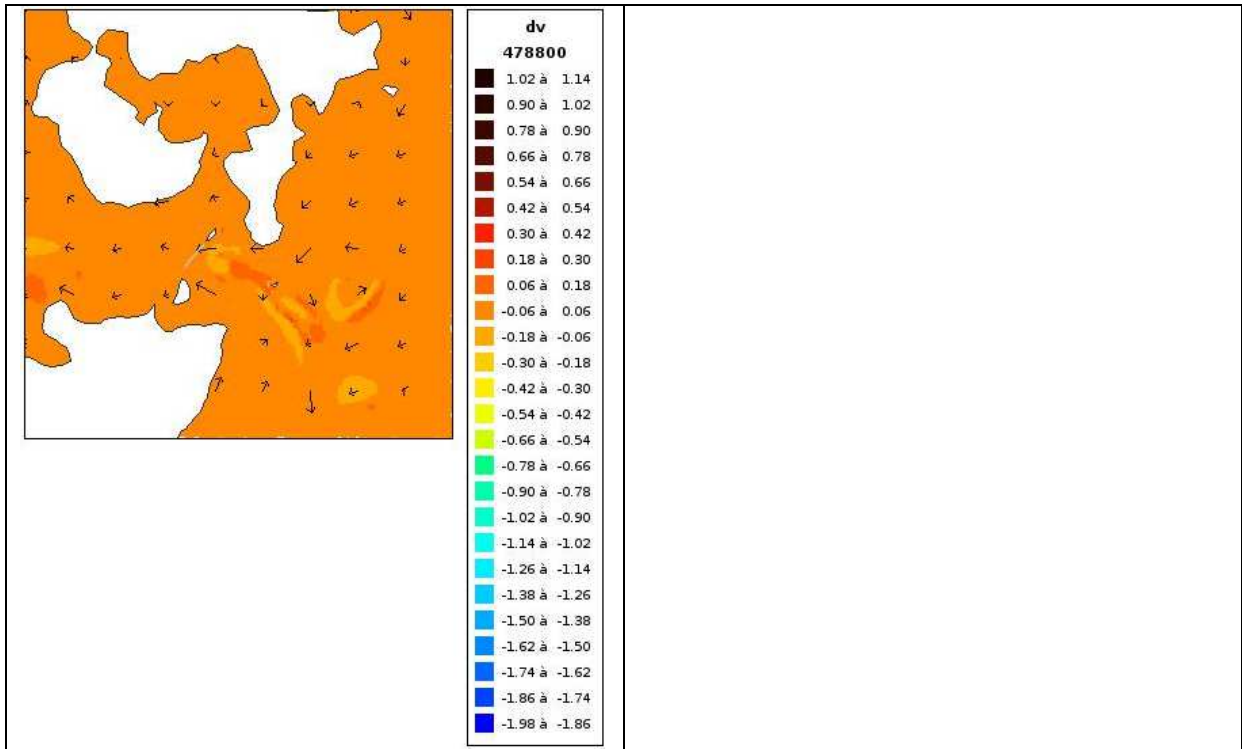 dv
478800
1.02 à 1.14
0.90 à 1.02
0.78 à 0.90
0.66 à 0.78
0.54 à 0.66
0.42 à 0.54
0.30 à 0.42
0.18 à 0.30
0.06 à 0.18
-0.06 à 0.06
-0.18 à -0.06
-0.30 à -0.18
-0.42 à -0.30
-0.54 à -0.42
-0.66 à -0.54
-0.78 à -0.66
-0.90 à -0.78
-1.02 à -0.90
-1.14 à -1.02
-1.26 à -1.14
-1.38 à -1.26
-1.50 à -1.38
-1.62 à -1.50
-1.74 à -1.62
-1.86 à -1.74
-1.98 à -1.86